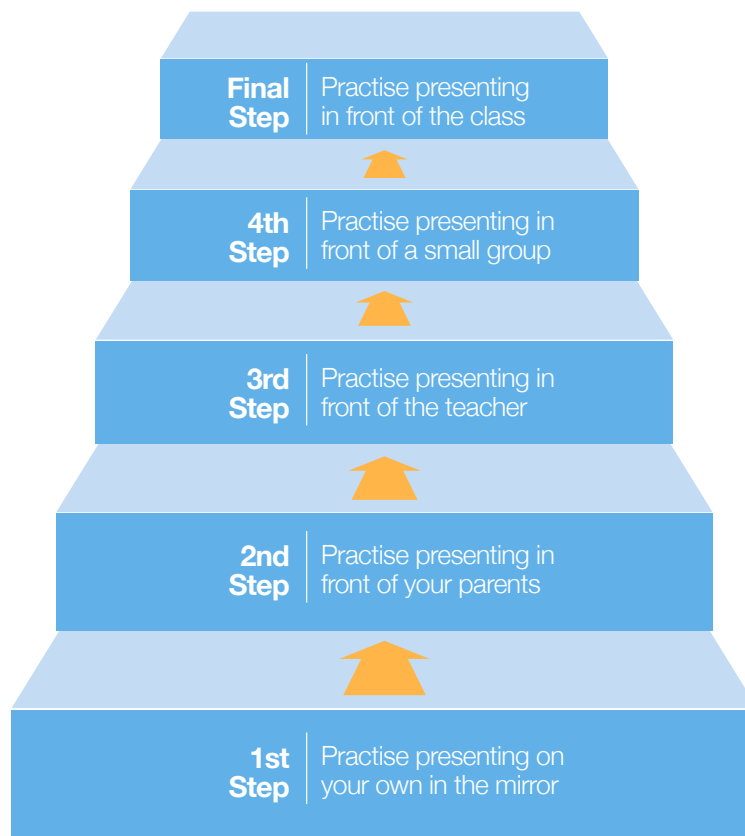 Final
Step
Practise presenting
in front of the class
4th
Step
Practise presenting in
front of a small group
3rd
Step
Practise presenting in
front of the teacher
2nd
Step
Practise presenting in
front of your parents
1st
Step
Practise presenting on
your own in the mirror